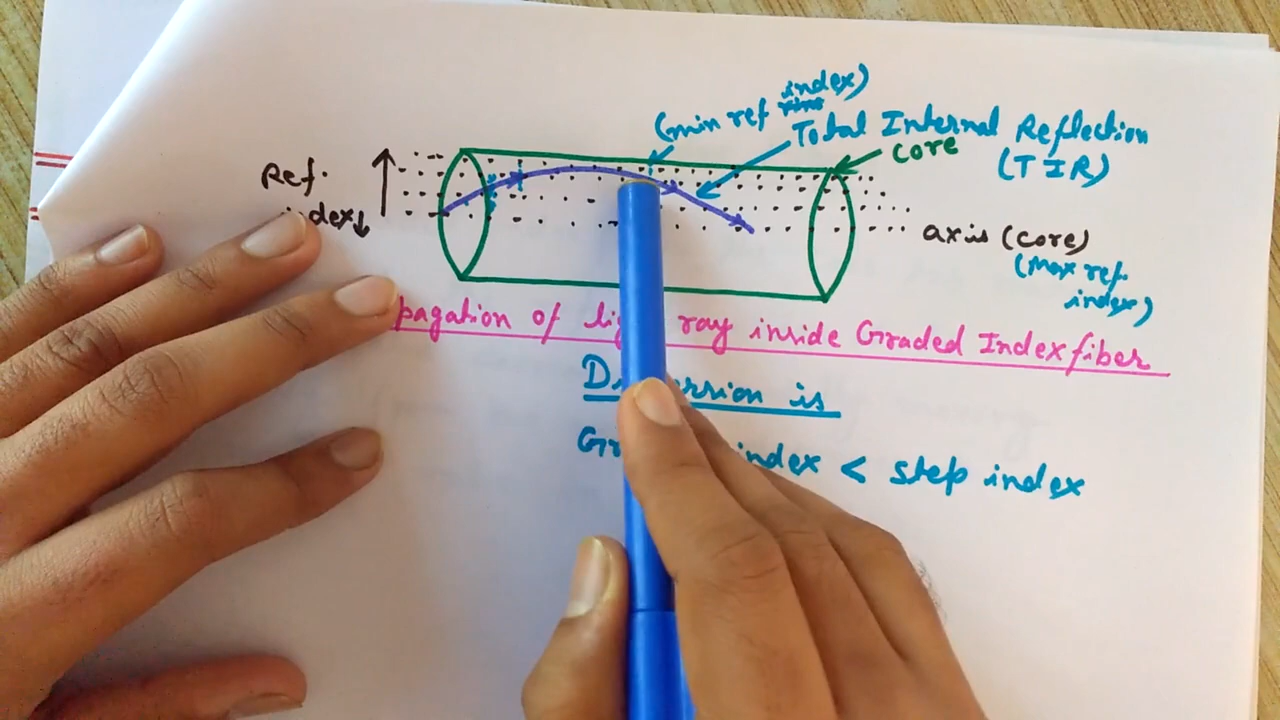 (min ref index)
Total Internal Reflection
(TIR)
core
Ref.
index↓
axis (core)
(Max ref.
index)
of ray inside Graded Index fiber
is
index < step index